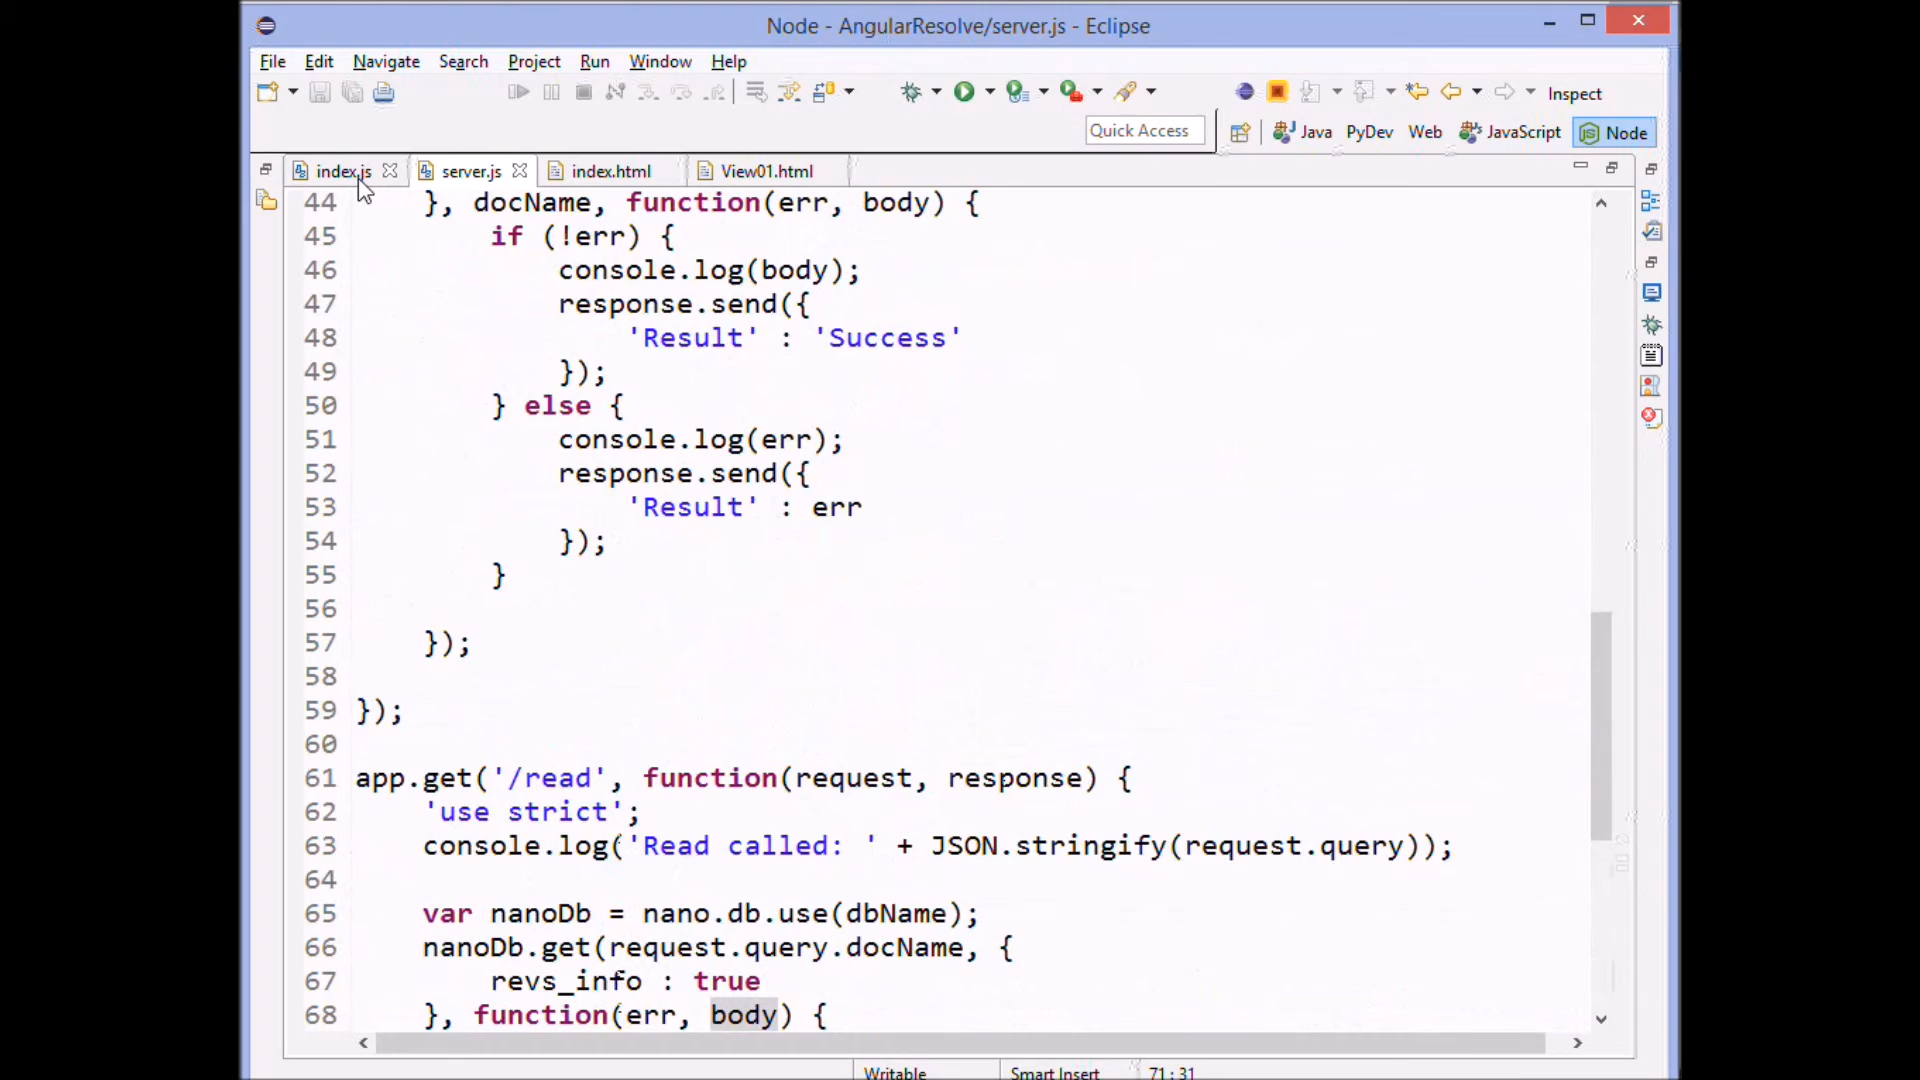 Node - AngularResolve/server.js - Eclipse
File Edit Navigate Search Project Run Window Help
Inspect
Quick Access Java PyDev Web JavaScript Node
index.js server.js index.html View01.html
44 }, docName, function(err, body) {
45 if (!err) {
46 console.log(body);
47 response.send({
48 'Result' : 'Success'
49 });
50 } else {
51 console.log(err);
52 response.send({
53 'Result' : err
54 });
55 }
56
57 });
58
59 });
60
61 app.get('/read', function(request, response) {
62 'use strict';
63 console.log('Read called: ' + JSON.stringify(request.query));
64
65 var nanoDb = nano.db.use(dbName);
66 nanoDb.get(request.query.docName, {
67 revs_info : true
68 }, function(err, body) {
Writable Smart Insert 71 : 31